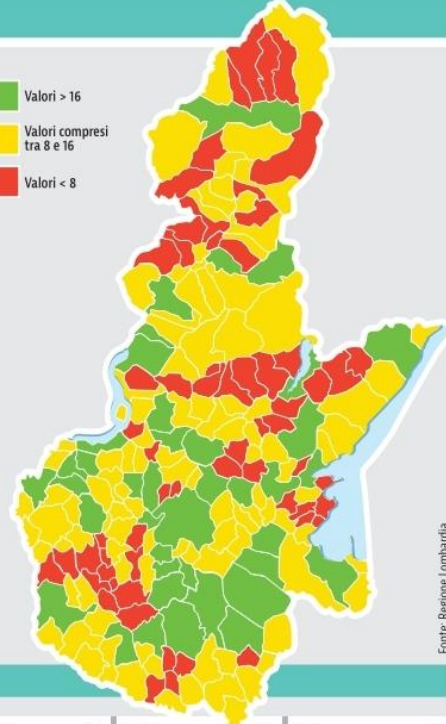 Valori > 16
Valori compresi
tra 8 e 16
Valori < 8
Fonte: Regione Lombardia